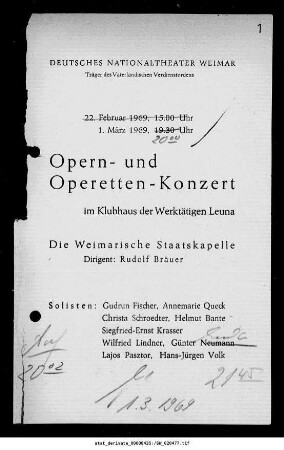 1
DEUTSCHES NATIONALTHEATER WEIMAR
Träger des Vaterländischen Verdienstordens
22. Februar 1969, 15.00 Uhr
1. März 1969, 19.30 Uhr
20°°
Opern- und
Operetten-Konzert
im Klubhaus der Werktätigen Leuna
Die Weimarische Staatskapelle
Dirigent: Rudolf Bräuer
Solisten: Gudrun Fischer, Annemarie Queck
Christa Schroedter, Helmut Bante
Siegfried-Ernst Krasser
Wilfried Lindner, Günter Neumann
Lajos Pasztor, Hans-Jürgen Volk
Anf
20 02
Ende
21 45
1.3.1969